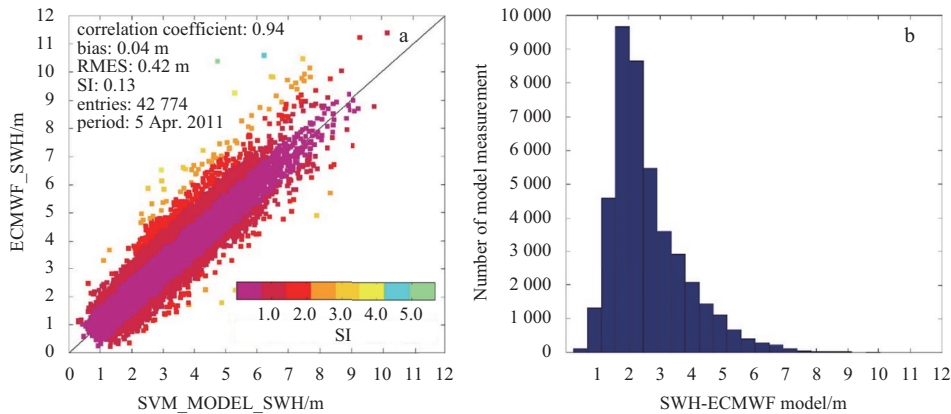 correlation coefficient: 0.94
bias: 0.04 m
RMES: 0.42 m
SI: 0.13
entries: 42 774
period: 5 Apr. 2011
a
12
11
10
9
8
7
6
5
4
3
2
1
0
ECMWF_SWH/m
1.0 2.0 3.0 4.0 5.0
SI
0 1 2 3 4 5 6 7 8 9 10 11 12
SVM_MODEL_SWH/m
b
10 000
9 000
8 000
7 000
6 000
5 000
4 000
3 000
2 000
1 000
0
Number of model measurement
1 2 3 4 5 6 7 8 9 10 11 12
SWH-ECMWF model/m